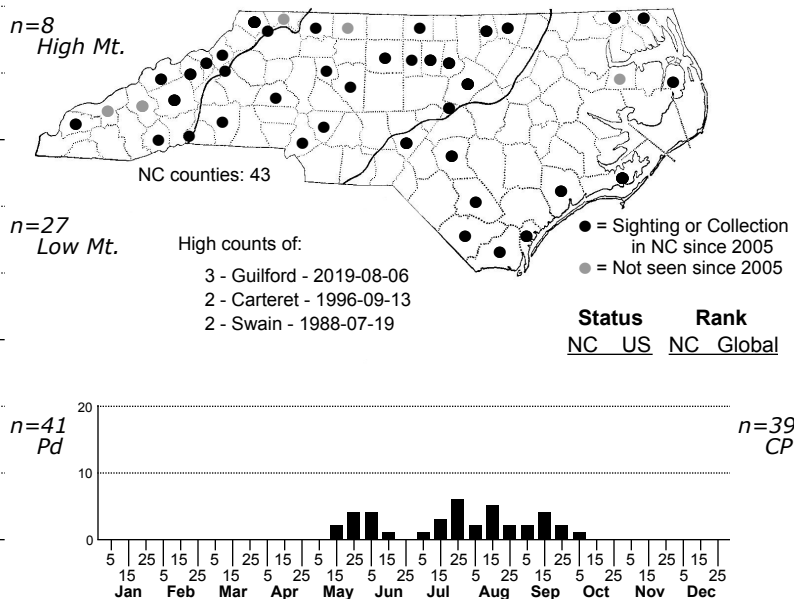 n=8
High Mt.
NC counties: 43
n=27
Low Mt.
High counts of:
3 - Guilford - 2019-08-06
2 - Carteret - 1996-09-13
2 - Swain - 1988-07-19
● = Sighting or Collection
in NC since 2005
● = Not seen since 2005
Status Rank
NC US NC Global
n=41
Pd
20
10
0
n=39
CP
5 25 15 5 25 15 5 25 15 5 25 15 5 25 15 5 25 15
15 5 25 15 5 25 15 5 25 15 5 25 15 5 25 15 5 25
Jan Feb Mar Apr May Jun Jul Aug Sep Oct Nov Dec